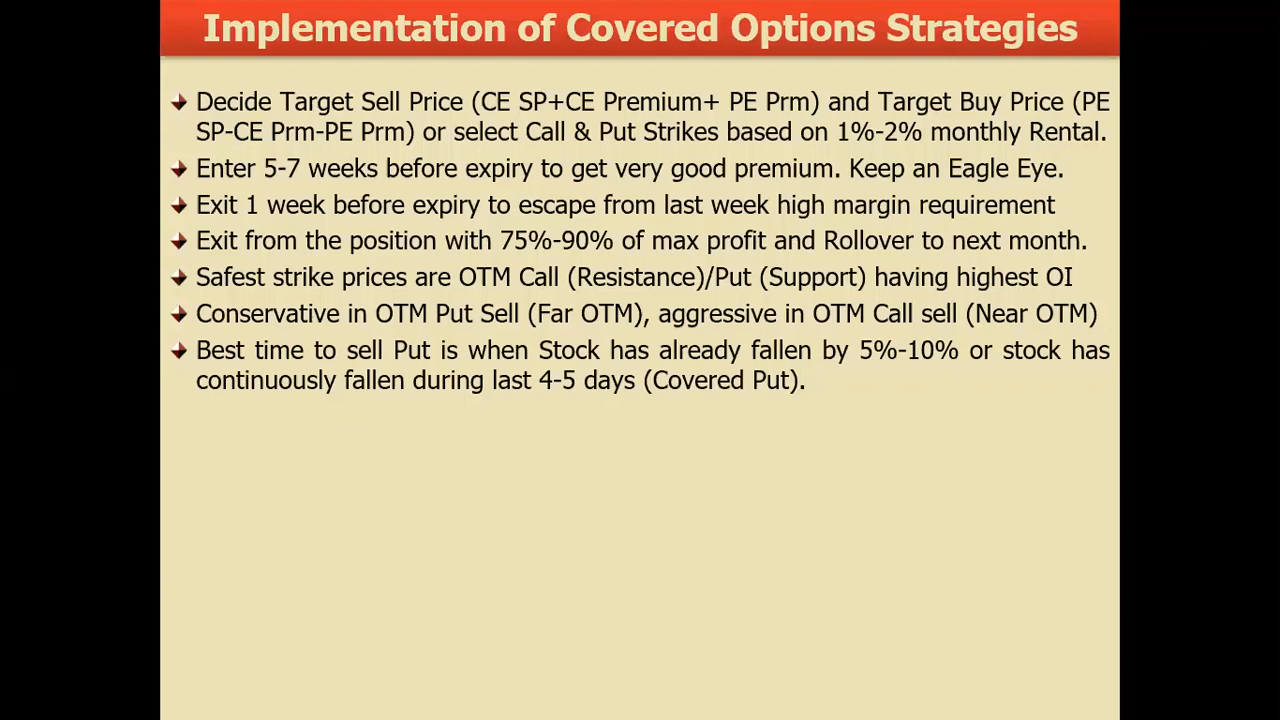 Implementation of Covered Options Strategies
Decide Target Sell Price (CE SP+CE Premium+ PE Prm) and Target Buy Price (PE
SP-CE Prm-PE Prm) or select Call & Put Strikes based on 1%-2% monthly Rental.
Enter 5-7 weeks before expiry to get very good premium. Keep an Eagle Eye.
Exit 1 week before expiry to escape from last week high margin requirement
Exit from the position with 75%-90% of max profit and Rollover to next month.
Safest strike prices are OTM Call (Resistance)/Put (Support) having highest OI
Conservative in OTM Put Sell (Far OTM), aggressive in OTM Call sell (Near OTM)
Best time to sell Put is when Stock has already fallen by 5%-10% or stock has
continuously fallen during last 4-5 days (Covered Put).